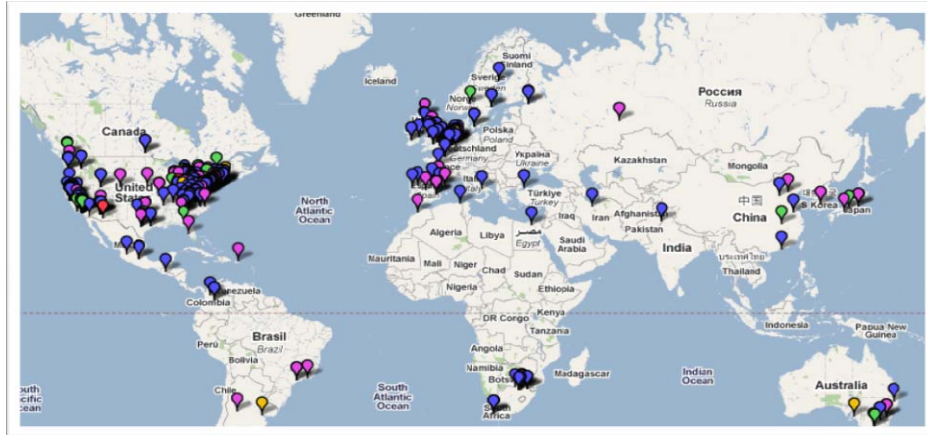 Greenland
Iceland
Suomi
Finland
Sverige
Sweden
Norge
Norway
Россия
Russia
Canada
Polska
Poland
Deutschland
Germany
Україна
Ukraine
Kazakhstan
Mongolia
United
States
North
Atlantic
Ocean
Italia
Italy
Türkiye
Turkey
Iraq
Iran
Afghanistan
Pakistan
中国
China
S Korea
Japan
Algeria
Libya
مصر
Egypt
Saudi
Arabia
India
Mauritania
Mali
Niger
Chad
Sudan
ประเทศไทย
Thailand
Venezuela
Colombia
Nigeria
Ethiopia
DR Congo
Kenya
Tanzania
Indonesia
Papua New
Guinea
Perú
Brasil
Brazil
Bolivia
Angola
Namibia
Madagascar
Indian
Ocean
Australia
Chile
South
Atlantic
Ocean
South
Africa